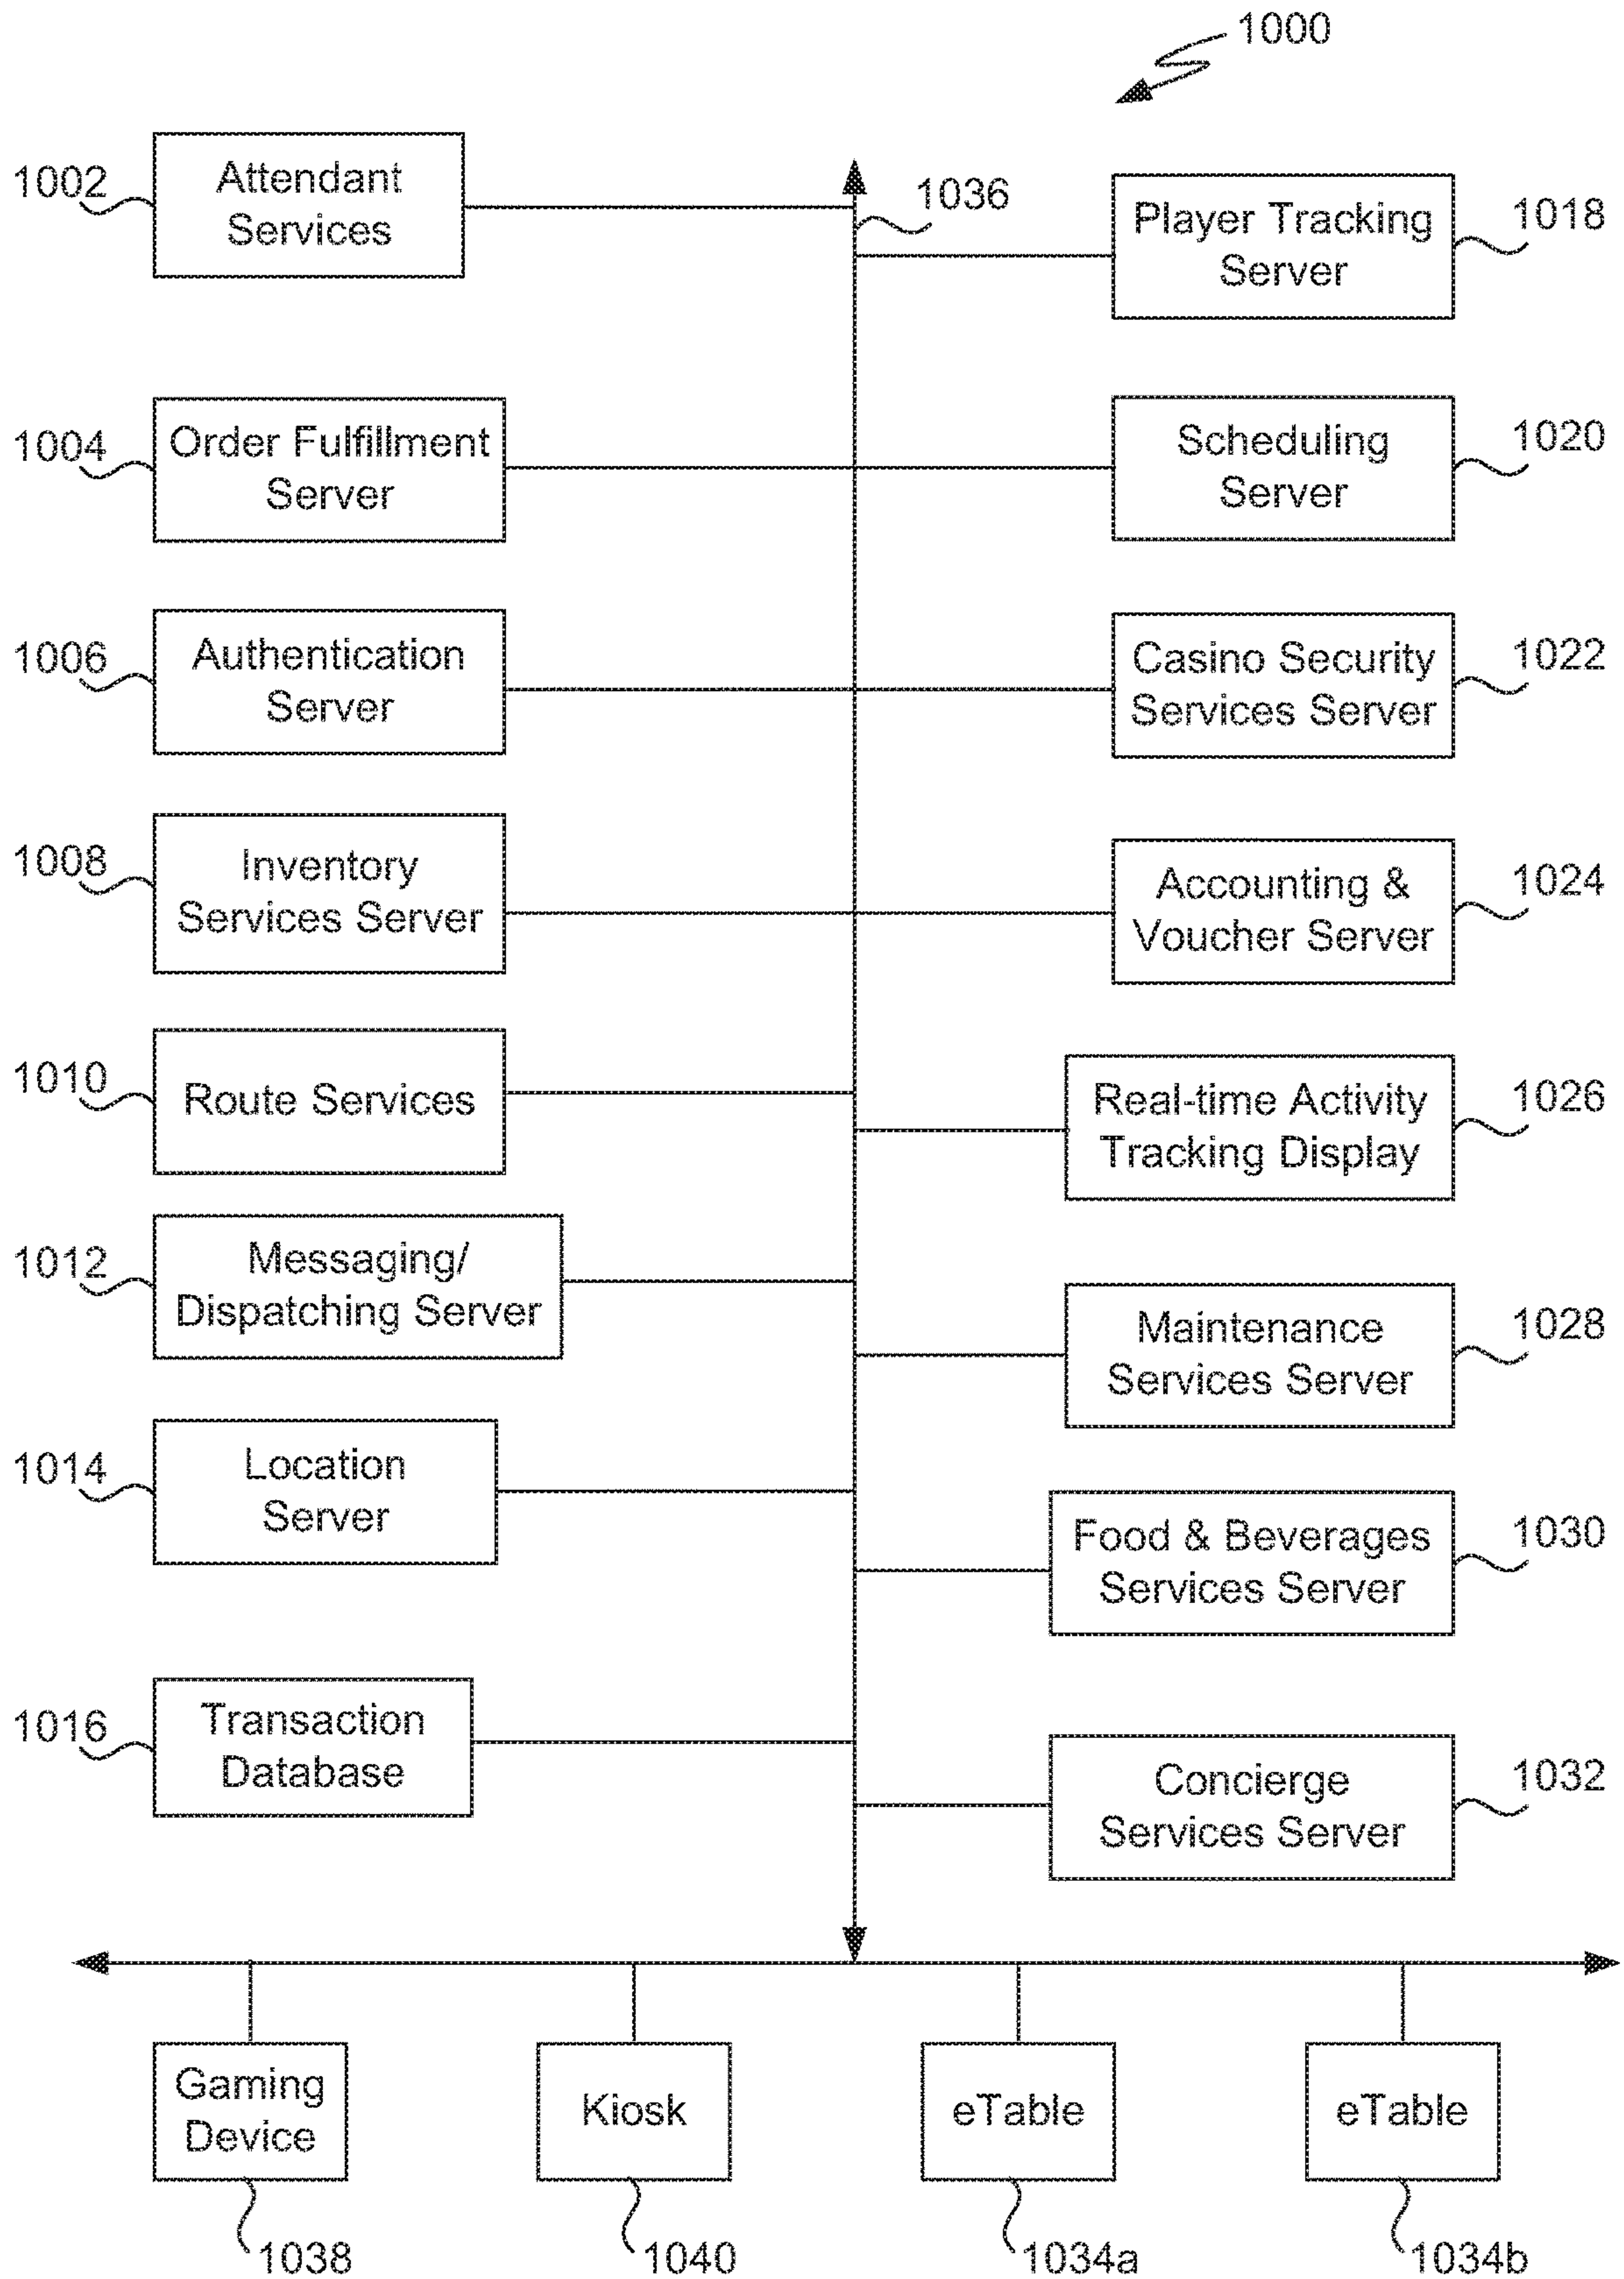 1000
1002
Attendant
Services
1036
Player Tracking
Server
1018
1004
Order Fulfillment
Server
Scheduling
Server
1020
1006
Authentication
Server
Casino Security
Services Server
1022
1008
Inventory
Services Server
Accounting &
Voucher Server
1024
1010
Route Services
Real-time Activity
Tracking Display
1026
1012
Messaging/
Dispatching Server
Maintenance
Services Server
1028
1014
Location
Server
Food & Beverages
Services Server
1030
1016
Transaction
Database
Concierge
Services Server
1032
Gaming
Device
Kiosk
eTable
eTable
1038
1040
1034a
1034b